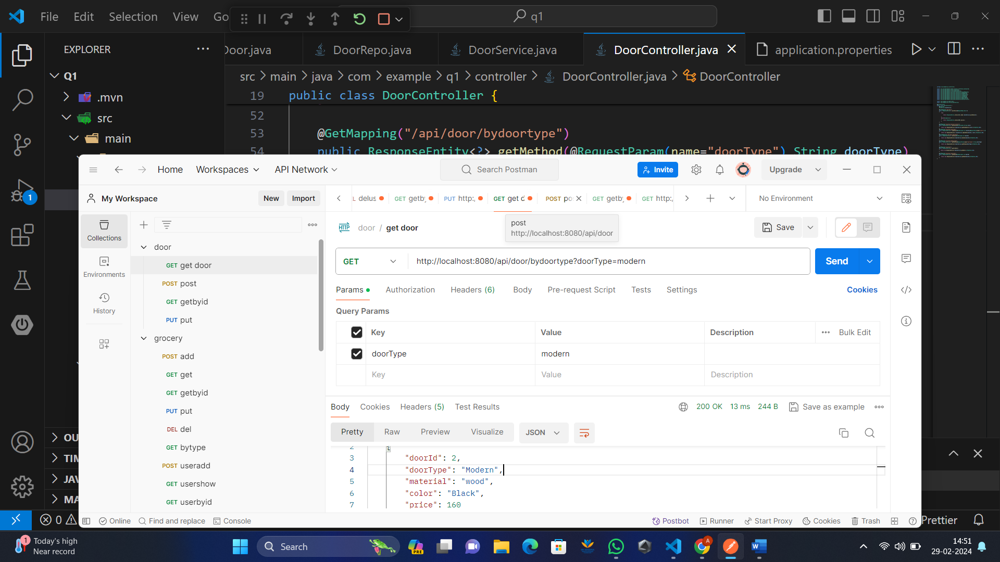 File Edit Selection View Go
q1
EXPLORER
Door.java DoorRepo.java DoorService.java DoorController.java application.properties
Q1
src > main > java > com > example > q1 > controller > DoorController.java > DoorController
.mvn
19 public class DoorController {
src
52
main
53 @GetMapping("/api/door/bydoortype")
54 public ResponseEntity<?> getMethod(@RequestParam(name="doorType") String doorType)
1
Home Workspaces API Network
Search Postman
Invite
Upgrade
My Workspace
New Import
delus GET getby PUT http:/ GET get d POST po GET getby GET http:/
No Environment
Collections
Environments
History
door
GET get door
POST post
GET getbyid
PUT put
grocery
POST add
GET get
GET getbyid
PUT put
DEL del
GET bytype
POST useradd
GET usershow
GET userbyid
HTTP door / get door
post
http://localhost:8080/api/door
Save
GET http://localhost:8080/api/door/bydoortype?doorType=modern
Send
Params Authorization Headers (6) Body Pre-request Script Tests Settings
Cookies
Query Params
Key Value Description Bulk Edit
doorType modern
Key Value Description
Body Cookies Headers (5) Test Results
200 OK 13 ms 244 B Save as example
Pretty Raw Preview Visualize JSON
2 {
3 "doorId": 2,
4 "doorType": "Modern",
5 "material": "wood",
6 "color": "Black",
7 "price": 160
OU
TIM
JAV
MA
0
Online Find and replace Console
Postbot Runner Start Proxy Cookies Trash
Prettier
1
Today's high
Near record
Search
PRE
A
14:51
29-02-2024